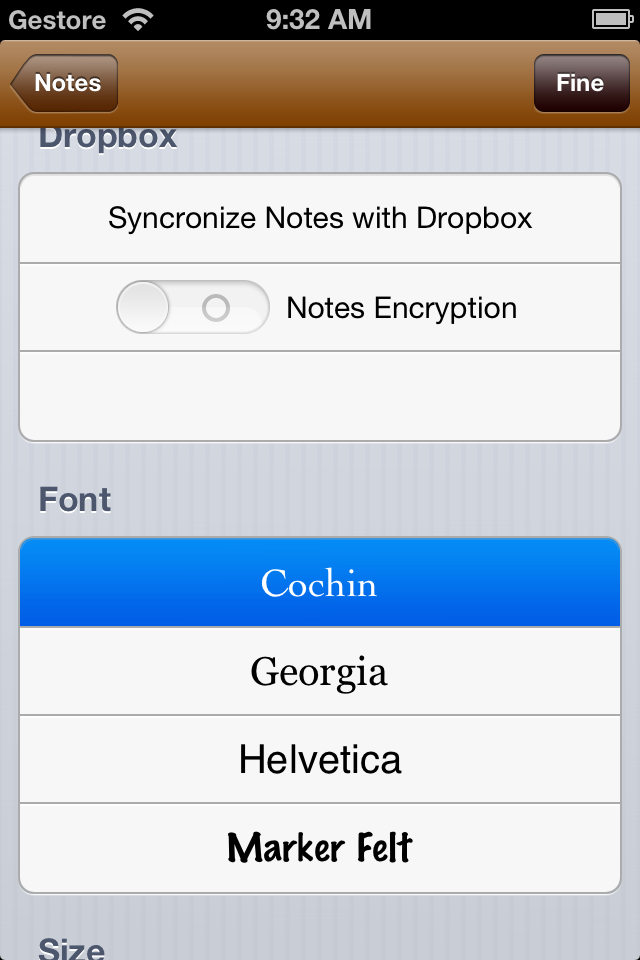 Gestore 9:32 AM
Notes Fine
Dropbox
Syncronize Notes with Dropbox
Notes Encryption
Font
Cochin
Georgia
Helvetica
Marker Felt
Size